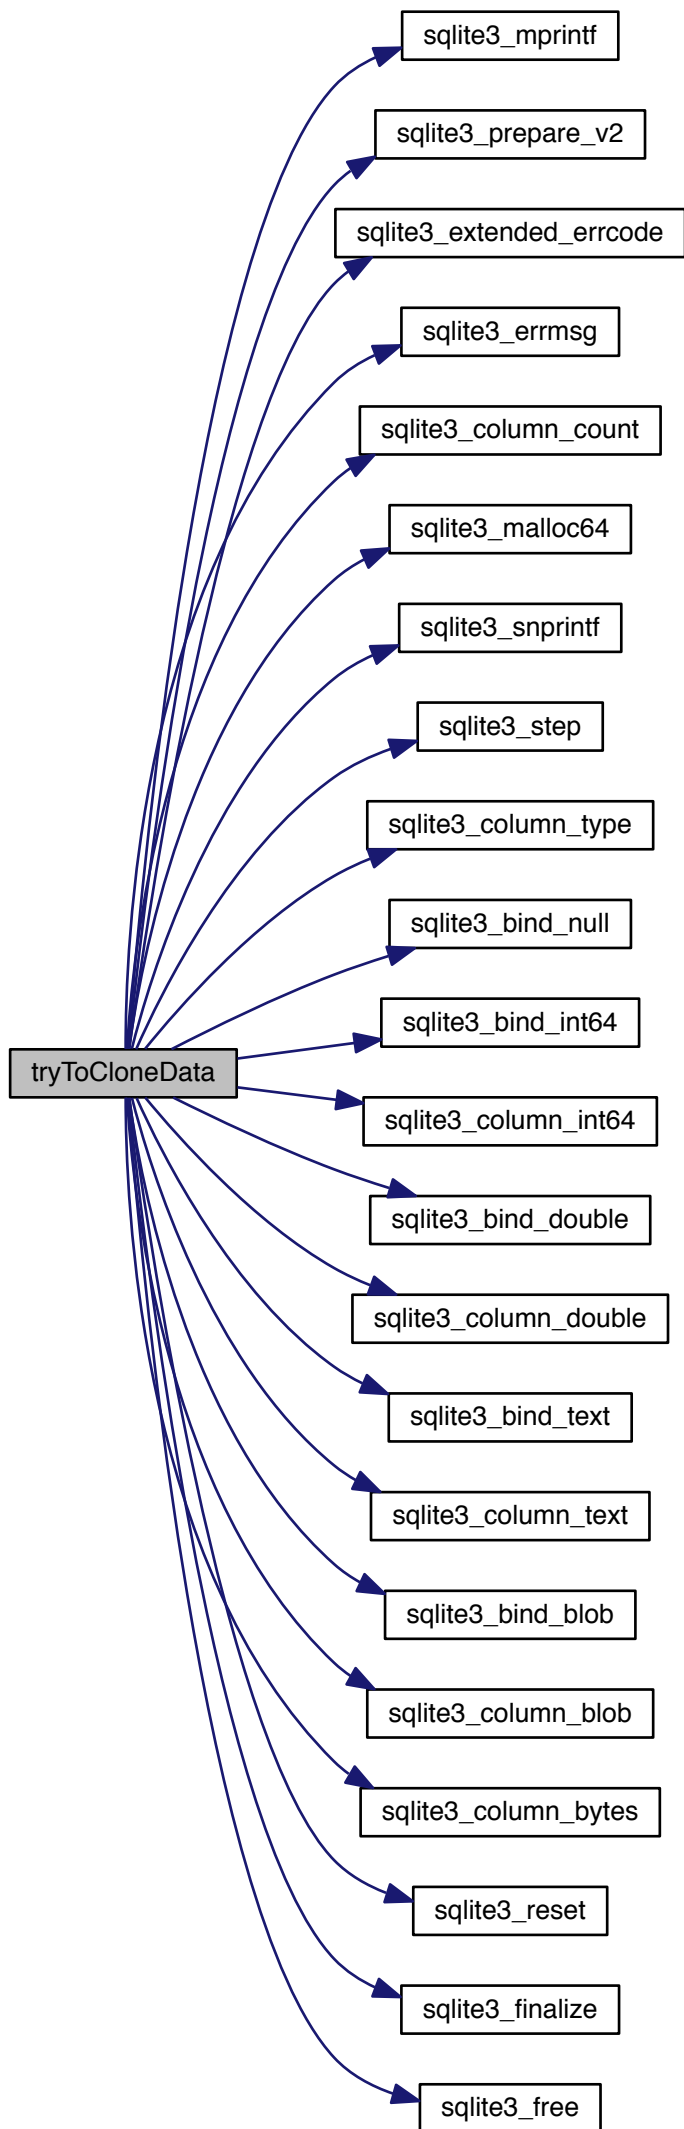 sqlite3_mprintf
sqlite3_prepare_v2
sqlite3_extended_errcode
sqlite3_errmsg
sqlite3_column_count
sqlite3_malloc64
sqlite3_snprintf
sqlite3_step
sqlite3_column_type
sqlite3_bind_null
sqlite3_bind_int64
tryToCloneData
sqlite3_column_int64
sqlite3_bind_double
sqlite3_column_double
sqlite3_bind_text
sqlite3_column_text
sqlite3_bind_blob
sqlite3_column_blob
sqlite3_column_bytes
sqlite3_reset
sqlite3_finalize
sqlite3_free